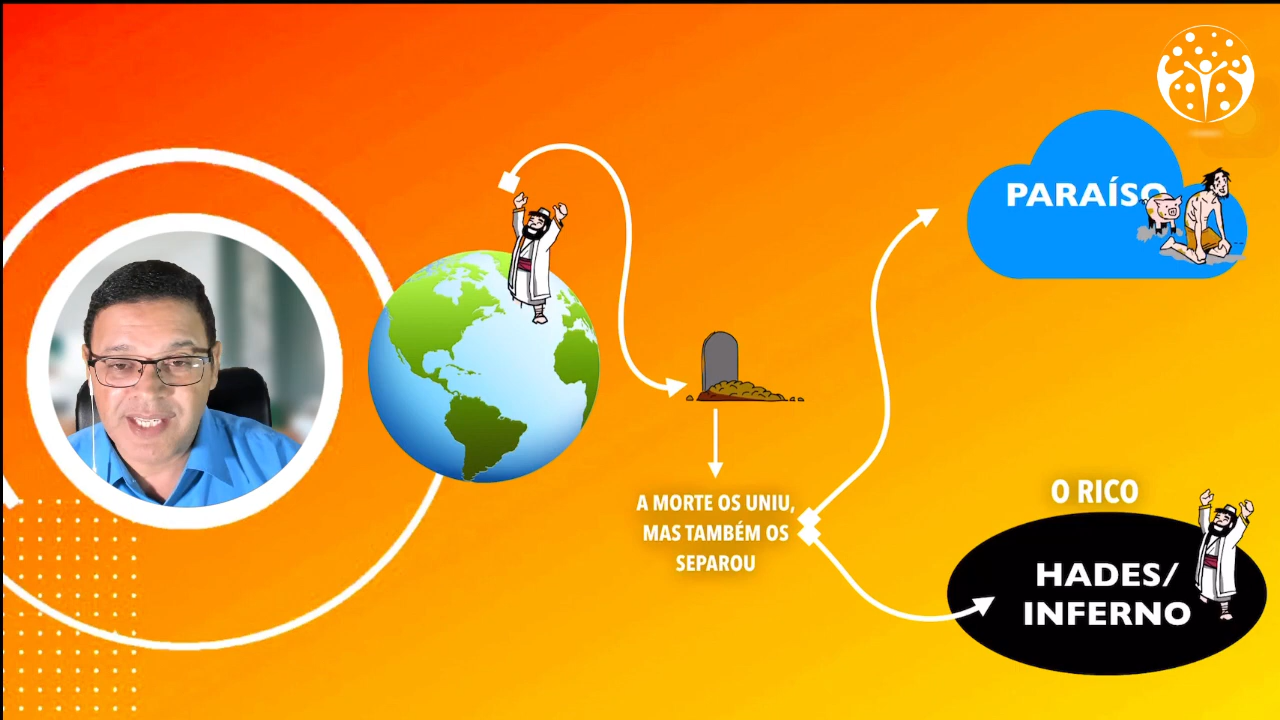 PARAÍSO
A MORTE OS UNIU,
MAS TAMBÉM OS
SEPAROU
O RICO
HADES/
INFERNO